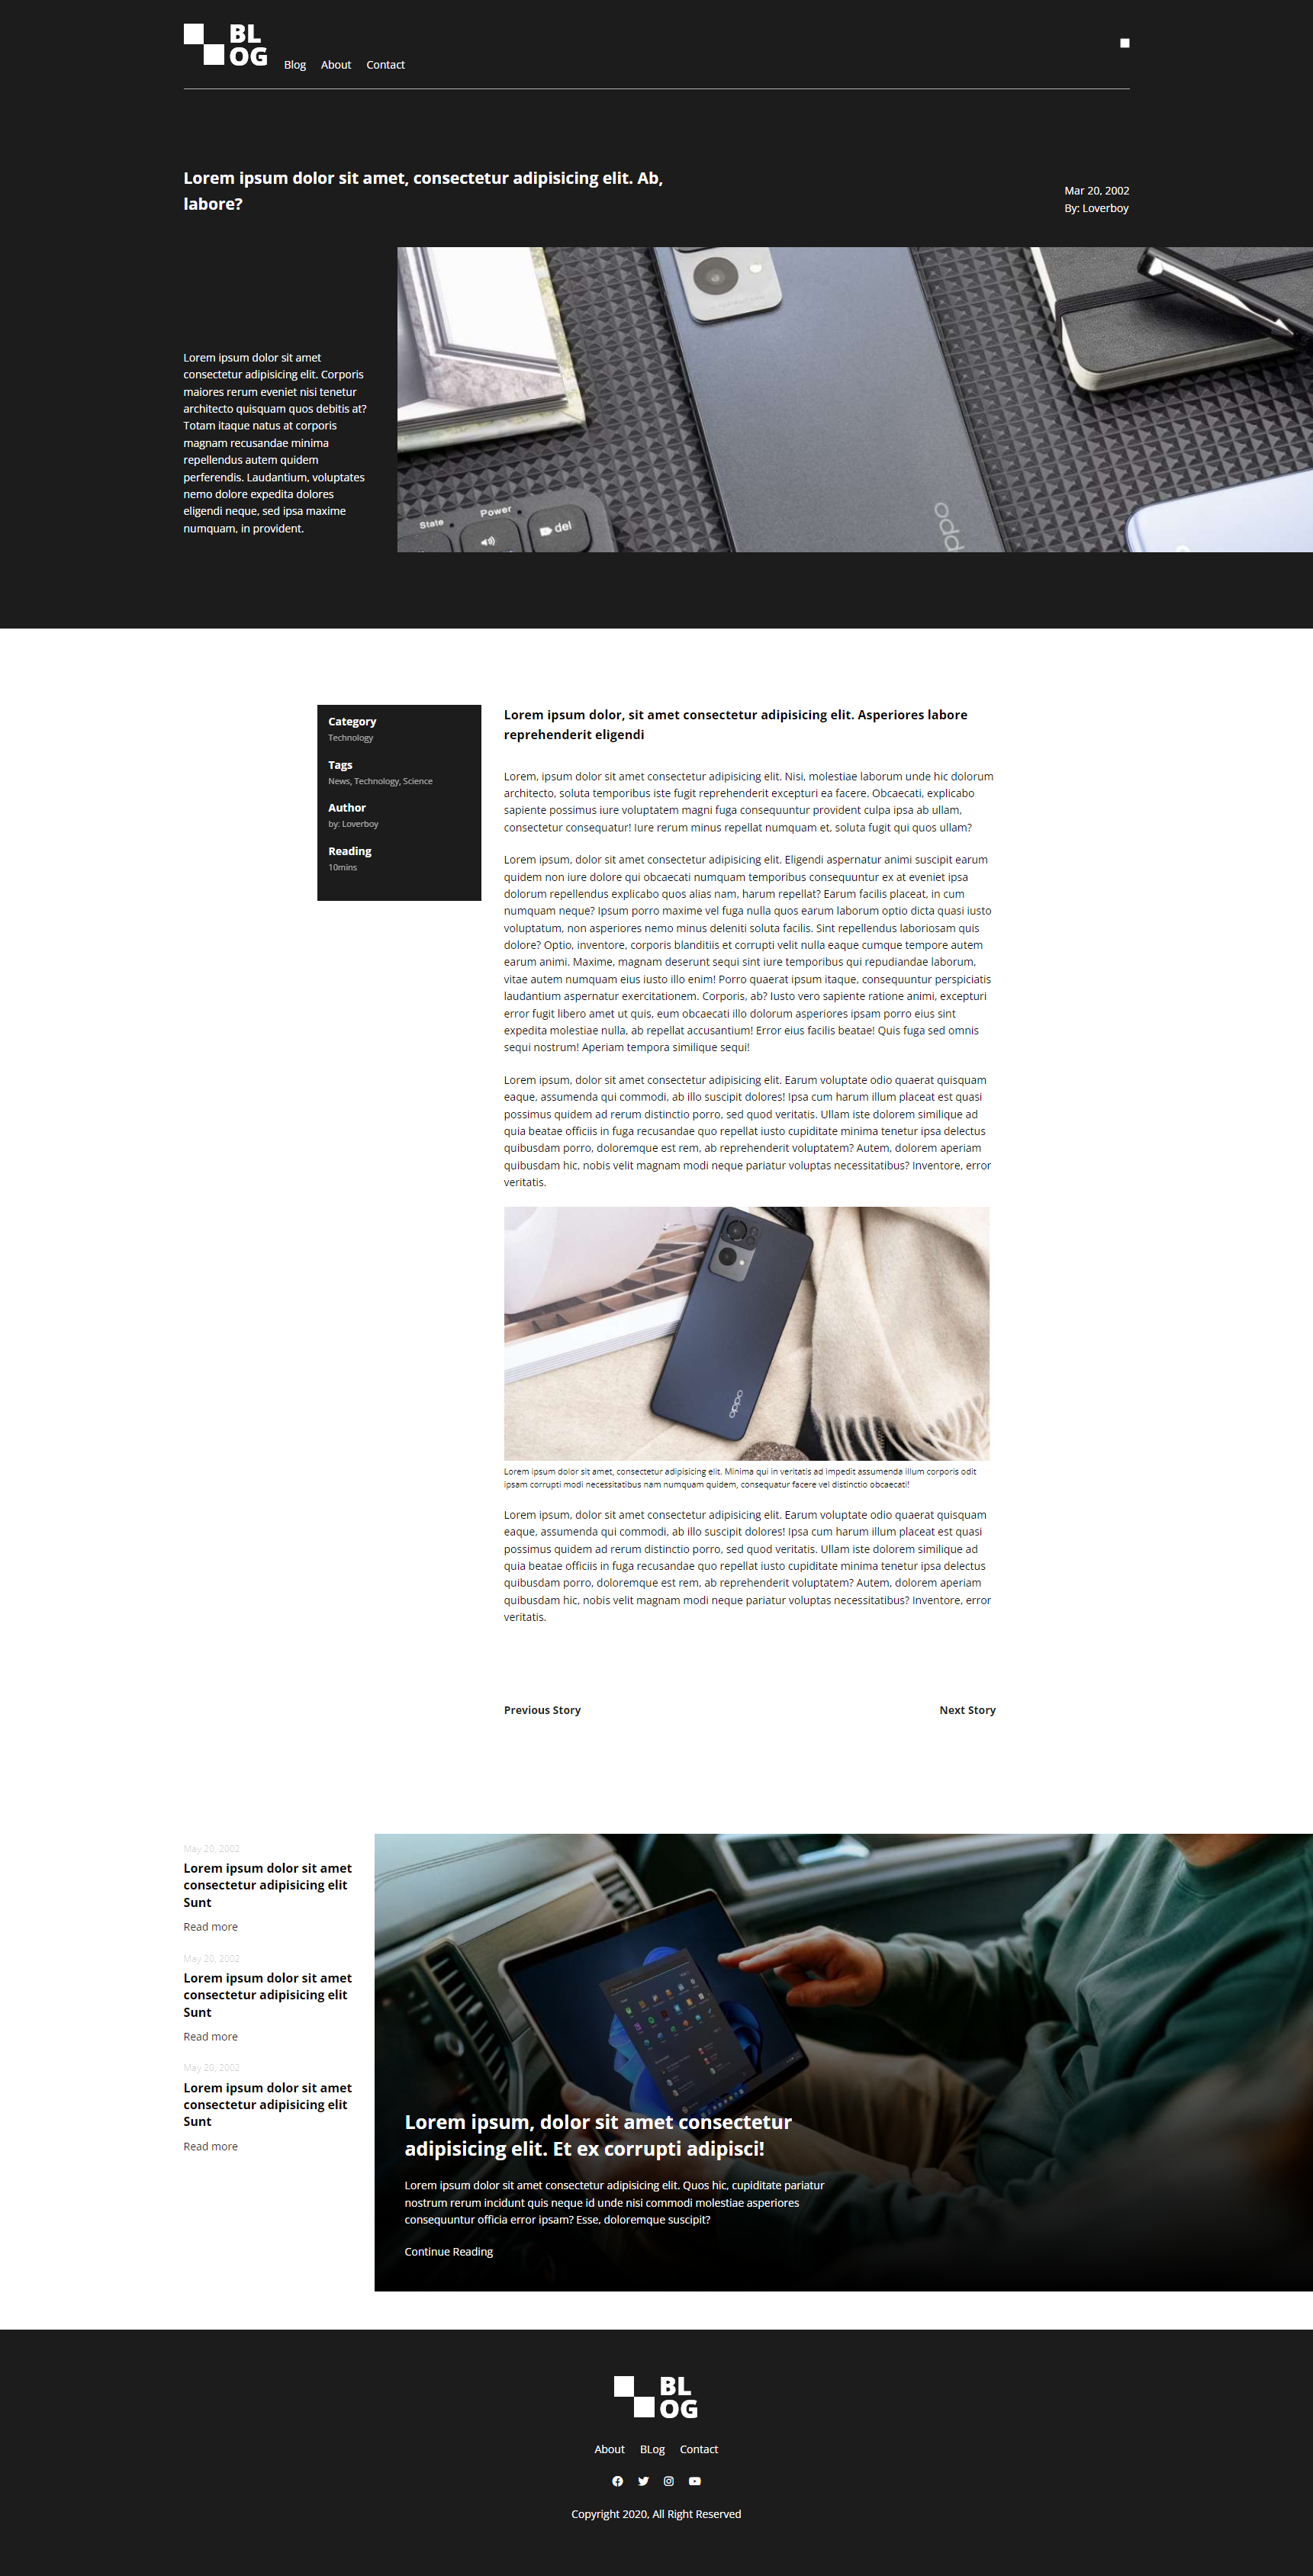 BL
OG
Blog About Contact
Lorem ipsum dolor sit amet, consectetur adipisicing elit. Ab,
labore?
Mar 20, 2002
By: Loverboy
Lorem ipsum dolor sit amet
consectetur adipisicing elit. Corporis
maiores rerum eveniet nisi tenetur
architecto quisquam quos debitis at?
Totam itaque natus at corporis
magnam recusandae minima
repellendus autem quidem
perferendis. Laudantium, voluptates
nemo dolore expedita dolores
eligendi neque, sed ipsa maxime
numquam, in provident.
State
Power
del
oppo
Category
Technology
Tags
News, Technology, Science
Author
by: Loverboy
Reading
10mins
Lorem ipsum dolor, sit amet consectetur adipisicing elit. Asperiores labore
reprehenderit eligendi
Lorem, ipsum dolor sit amet consectetur adipisicing elit. Nisi, molestiae laborum unde hic dolorum
architecto, soluta temporibus iste fugit reprehenderit excepturi ea facere. Obcaecati, explicabo
sapiente possimus iure voluptatem magni fuga consequuntur provident culpa ipsa ab ullam,
consectetur consequatur! Iure rerum minus repellat numquam et, soluta fugit qui quos ullam?
Lorem ipsum, dolor sit amet consectetur adipisicing elit. Eligendi aspernatur animi suscipit earum
quidem non iure dolore qui obcaecati numquam temporibus consequuntur ex at eveniet ipsa
dolorum repellendus explicabo quos alias nam, harum repellat? Earum facilis placeat, in cum
numquam neque? Ipsum porro maxime vel fuga nulla quos earum laborum optio dicta quasi iusto
voluptatum, non asperiores nemo minus deleniti soluta facilis. Sint repellendus laboriosam quis
dolore? Optio, inventore, corporis blanditiis et corrupti velit nulla eaque cumque tempore autem
earum animi. Maxime, magnam deserunt sequi sint iure temporibus qui repudiandae laborum,
vitae autem numquam eius iusto illo enim! Porro quaerat ipsum itaque, consequuntur perspiciatis
laudantium aspernatur exercitationem. Corporis, ab? Iusto vero sapiente ratione animi, excepturi
error fugit libero amet ut quis, eum obcaecati illo dolorum asperiores ipsam porro eius sint
expedita molestiae nulla, ab repellat accusantium! Error eius facilis beatae! Quis fuga sed omnis
sequi nostrum! Aperiam tempora similique sequi!
Lorem ipsum, dolor sit amet consectetur adipisicing elit. Earum voluptate odio quaerat quisquam
eaque, assumenda qui commodi, ab illo suscipit dolores! Ipsa cum harum illum placeat est quasi
possimus quidem ad rerum distinctio porro, sed quod veritatis. Ullam iste dolorem similique ad
quia beatae officiis in fuga recusandae quo repellat iusto cupiditate minima tenetur ipsa delectus
quibusdam porro, doloremque est rem, ab reprehenderit voluptatem? Autem, dolorem aperiam
quibusdam hic, nobis velit magnam modi neque pariatur voluptas necessitatibus? Inventore, error
veritatis.
oppo
Lorem ipsum dolor sit amet, consectetur adipisicing elit. Minima qui in veritatis ad impedit assumenda illum corporis odit
ipsam corrupti modi necessitatibus nam numquam quidem, consequatur facere vel distinctio obcaecati!
Lorem ipsum, dolor sit amet consectetur adipisicing elit. Earum voluptate odio quaerat quisquam
eaque, assumenda qui commodi, ab illo suscipit dolores! Ipsa cum harum illum placeat est quasi
possimus quidem ad rerum distinctio porro, sed quod veritatis. Ullam iste dolorem similique ad
quia beatae officiis in fuga recusandae quo repellat iusto cupiditate minima tenetur ipsa delectus
quibusdam porro, doloremque est rem, ab reprehenderit voluptatem? Autem, dolorem aperiam
quibusdam hic, nobis velit magnam modi neque pariatur voluptas necessitatibus? Inventore, error
veritatis.
Previous Story Next Story
May 20, 2002
Lorem ipsum dolor sit amet
consectetur adipisicing elit
Sunt
Read more
May 20, 2002
Lorem ipsum dolor sit amet
consectetur adipisicing elit
Sunt
Read more
May 20, 2002
Lorem ipsum dolor sit amet
consectetur adipisicing elit
Sunt
Read more
Lorem ipsum, dolor sit amet consectetur
adipisicing elit. Et ex corrupti adipisci!
Lorem ipsum dolor sit amet consectetur adipisicing elit. Quos hic, cupiditate pariatur
nostrum rerum incidunt quis neque id unde nisi commodi molestiae asperiores
consequuntur officia error ipsam? Esse, doloremque suscipit?
Continue Reading
BL
OG
About BLog Contact
Copyright 2020, All Right Reserved